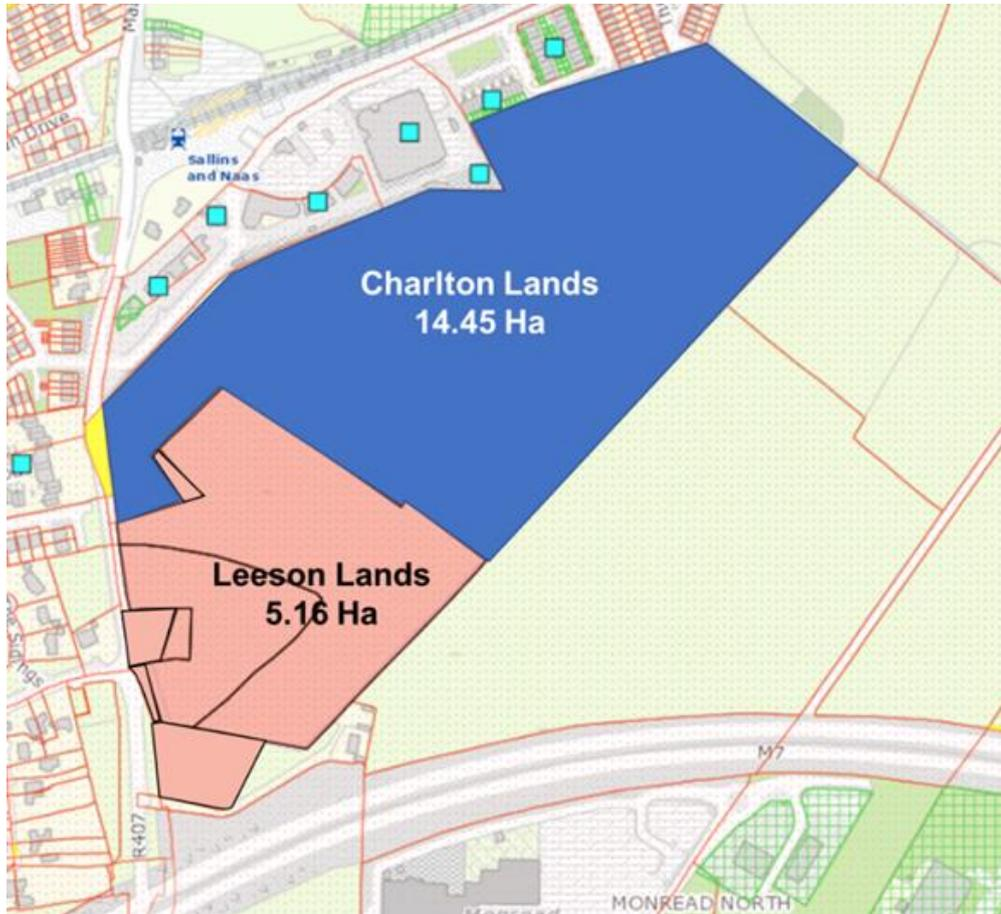 Sallins
and Naas
Charlton Lands
14.45 Ha
Leeson Lands
5.16 Ha
M7
R407
MONREAD NORTH